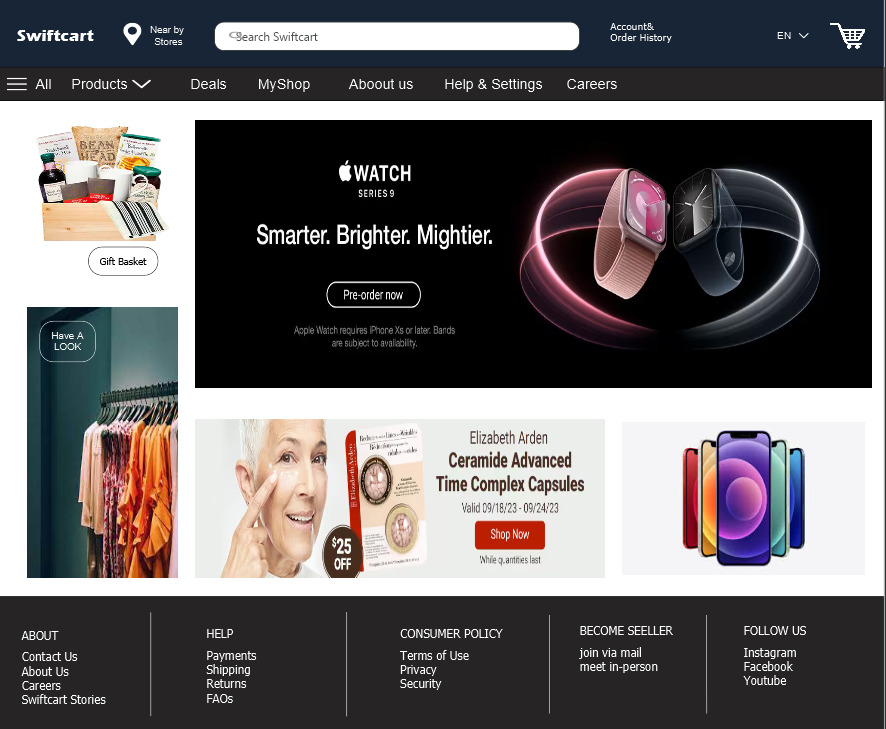 Swiftcart
Near by
Stores
Search Swiftcart
Account&
Order History
EN
All
Products
Deals
MyShop
Aboout us
Help & Settings
Careers
BEAN
HEAD
Gift Basket
WATCH
SERIES 9
Smarter. Brighter. Mightier.
Pre-order now
Apple Watch requires iPhone Xs or later. Bands
are subject to availability.
Have A
LOOK
Elizabeth Arden
$25
OFF
Elizabeth Arden
Ceramide Advanced
Time Complex Capsules
Valid 09/18/23 - 09/24/23
Shop Now
While quantities last
ABOUT
Contact Us
About Us
Careers
Swiftcart Stories
HELP
Payments
Shipping
Returns
FAOs
CONSUMER POLICY
Terms of Use
Privacy
Security
BECOME SEELLER
join via mail
meet in-person
FOLLOW US
Instagram
Facebook
Youtube